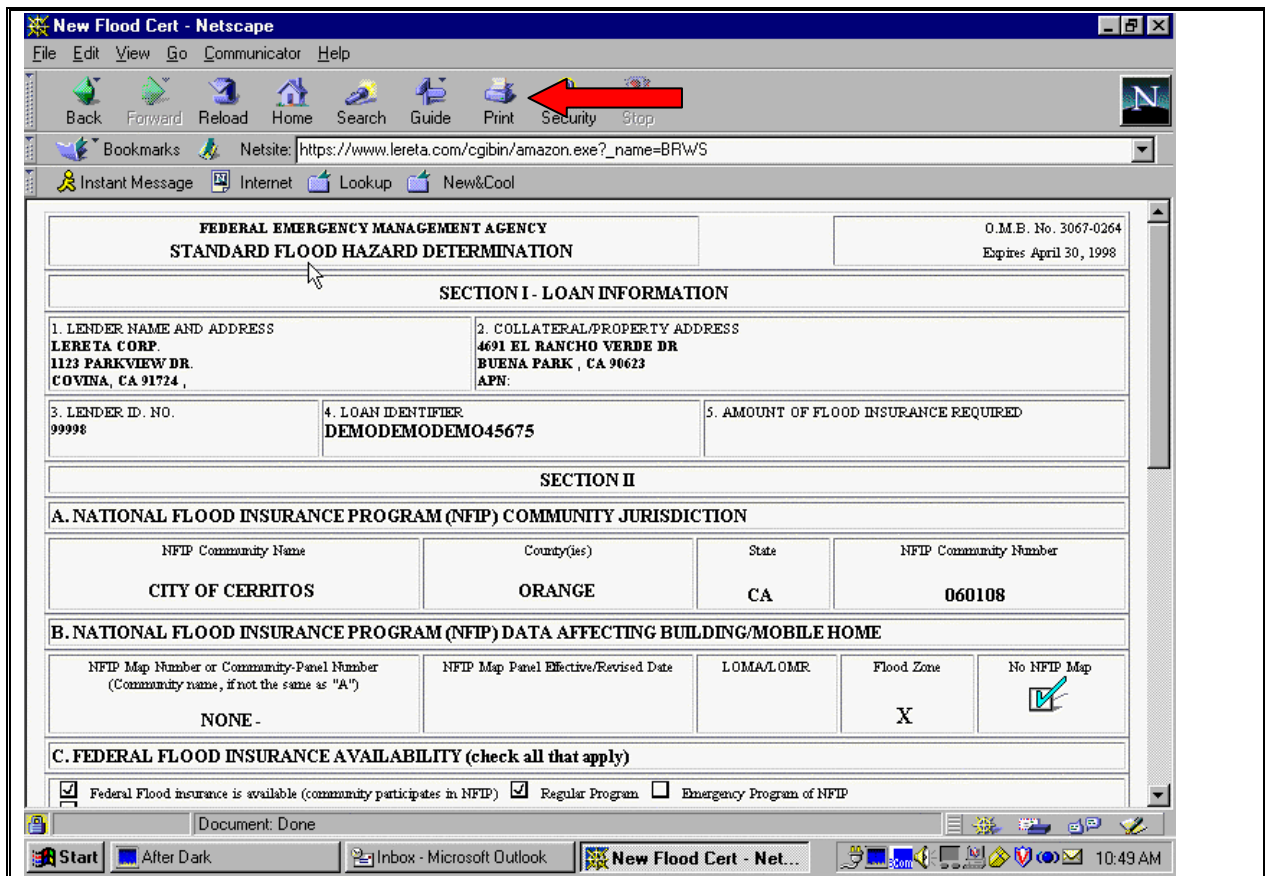 New Flood Cert - Netscape
File Edit View Go Communicator Help
Back Forward Reload Home Search Guide Print Security Stop
N
Bookmarks Netsite: https://www.lereta.com/cgibin/amazon.exe?_name=BRWS
Instant Message Internet Lookup New&Cool
FEDERAL EMERGENCY MANAGEMENT AGENCY
STANDARD FLOOD HAZARD DETERMINATION
O.M.B. No. 3067-0264
Expires April 30, 1998
SECTION I - LOAN INFORMATION
1. LENDER NAME AND ADDRESS
LERETA CORP.
1123 PARKVIEW DR.
COVINA, CA 91724 ,
2. COLLATERAL/PROPERTY ADDRESS
4691 EL RANCHO VERDE DR
BUENA PARK , CA 90623
APN:
3. LENDER ID. NO.
99998
4. LOAN IDENTIFIER
DEMODEMODEMO45675
5. AMOUNT OF FLOOD INSURANCE REQUIRED
SECTION II
A. NATIONAL FLOOD INSURANCE PROGRAM (NFIP) COMMUNITY JURISDICTION
NFIP Community Name
CITY OF CERRITOS
County(ies)
ORANGE
State
CA
NFIP Community Number
060108
B. NATIONAL FLOOD INSURANCE PROGRAM (NFIP) DATA AFFECTING BUILDING/MOBILE HOME
NFIP Map Number or Community-Panel Number
(Community name, if not the same as "A")
NONE -
NFIP Map Panel Effective/Revised Date
LOMA/LOMR
Flood Zone
X
No NFIP Map
C. FEDERAL FLOOD INSURANCE AVAILABILITY (check all that apply)
Federal Flood insurance is available (community participates in NFIP) Regular Program Emergency Program of NFIP
Document: Done
Start After Dark Inbox - Microsoft Outlook New Flood Cert - Net... 3com 10:49 AM